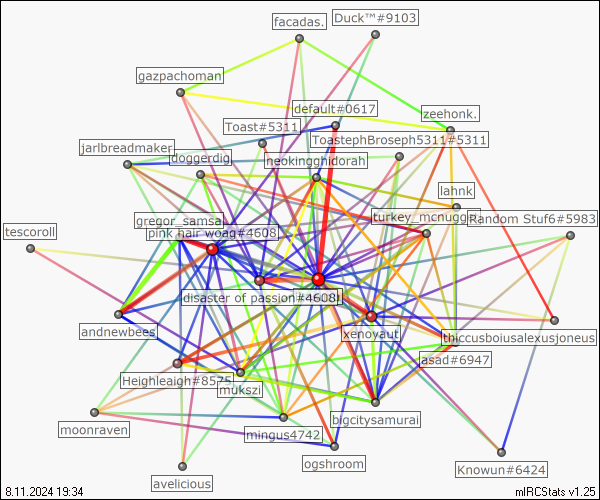 Duck™#9103
facadas.
gazpachoman
default#0617
zeehonk.
Toast#5311
ToastephBroseph5311#5311
jarlbreadmaker
doggerdig
neokingghidorah
lahnk
gregor_samsa
turkey_mcnugge
Random Stuf6#5983
tescoroll
pink hair woag#4608
disaster of passion#4608
andnewbees
xenoyaut
thiccusboiusalexusjoneus
jasad#6947
Heighleaigh#8575
mukszi
moonraven
bigcitysamurai
mingus4742
ogshroom
Knowun#6424
avelicious
8.11.2024 19:34
mIRCStats v1.25